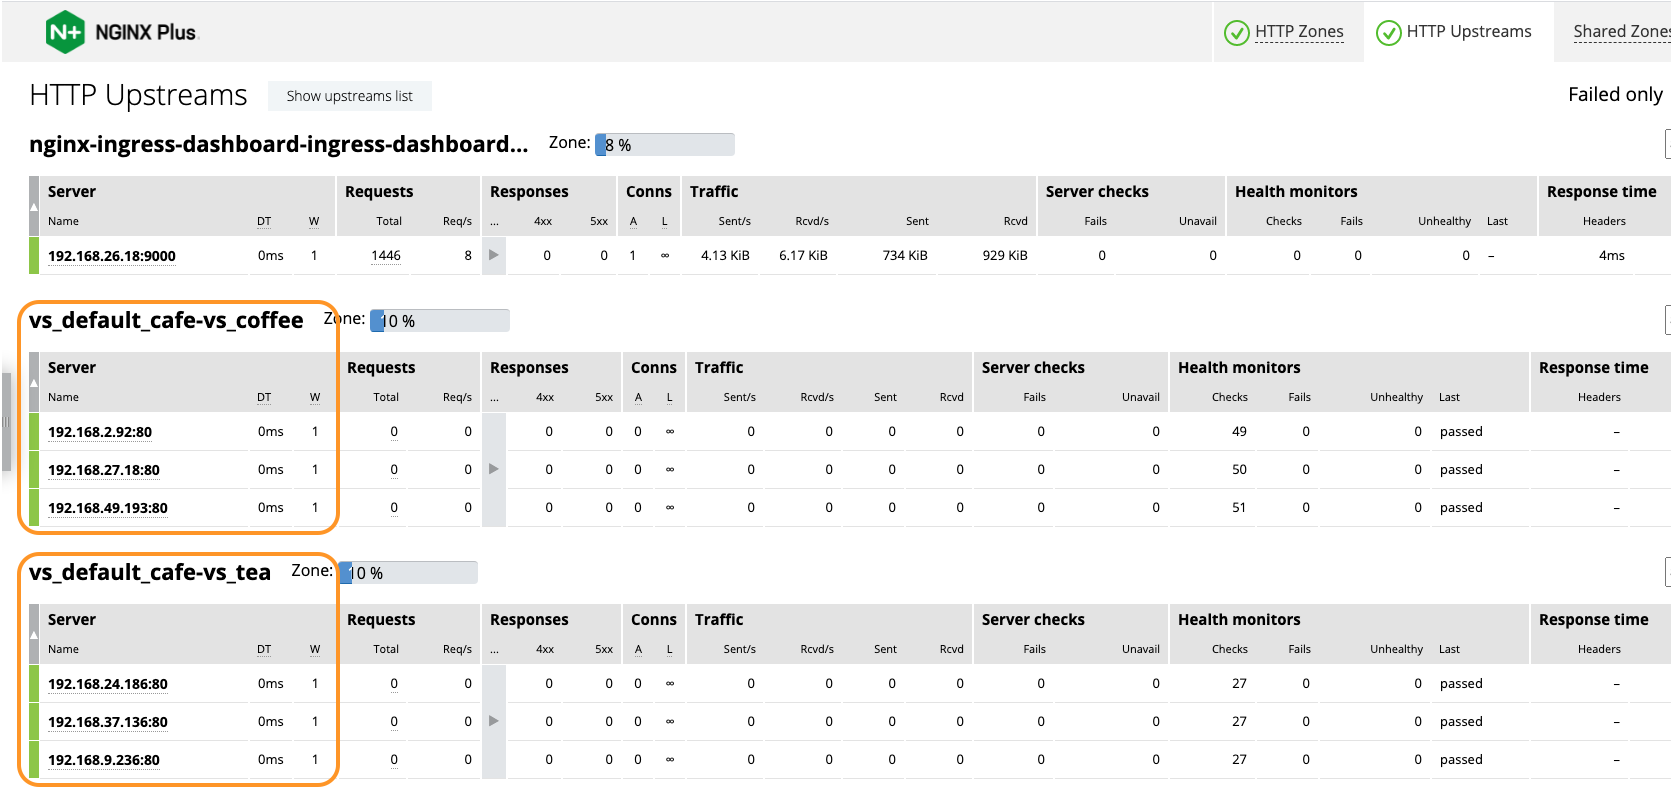 N+ NGINX Plus HTTP Zones HTTP Upstreams Shared Zones
HTTP Upstreams Show upstreams list Failed only
nginx-ingress-dashboard-ingress-dashboard... Zone: 8 %
Server Requests Responses Conns Traffic Server checks Health monitors Response time
Name DT W Total Req/s ... 4xx 5xx A L Sent/s Rcvd/s Sent Rcvd Fails Unavail Checks Fails Unhealthy Last Headers
192.168.26.18:9000 0ms 1 1446 8 0 0 1 ∞ 4.13 KiB 6.17 KiB 734 KiB 929 KiB 0 0 0 0 0 – 4ms
vs_default_cafe-vs_coffee Zone: 10 %
Server Requests Responses Conns Traffic Server checks Health monitors Response time
Name DT W Total Req/s ... 4xx 5xx A L Sent/s Rcvd/s Sent Rcvd Fails Unavail Checks Fails Unhealthy Last Headers
192.168.2.92:80 0ms 1 0 0 0 0 0 ∞ 0 0 0 0 0 0 49 0 0 passed –
192.168.27.18:80 0ms 1 0 0 0 0 0 ∞ 0 0 0 0 0 0 50 0 0 passed –
192.168.49.193:80 0ms 1 0 0 0 0 0 ∞ 0 0 0 0 0 0 51 0 0 passed –
vs_default_cafe-vs_tea Zone: 10 %
Server Requests Responses Conns Traffic Server checks Health monitors Response time
Name DT W Total Req/s ... 4xx 5xx A L Sent/s Rcvd/s Sent Rcvd Fails Unavail Checks Fails Unhealthy Last Headers
192.168.24.186:80 0ms 1 0 0 0 0 0 ∞ 0 0 0 0 0 0 27 0 0 passed –
192.168.37.136:80 0ms 1 0 0 0 0 0 ∞ 0 0 0 0 0 0 27 0 0 passed –
192.168.9.236:80 0ms 1 0 0 0 0 0 ∞ 0 0 0 0 0 0 27 0 0 passed –